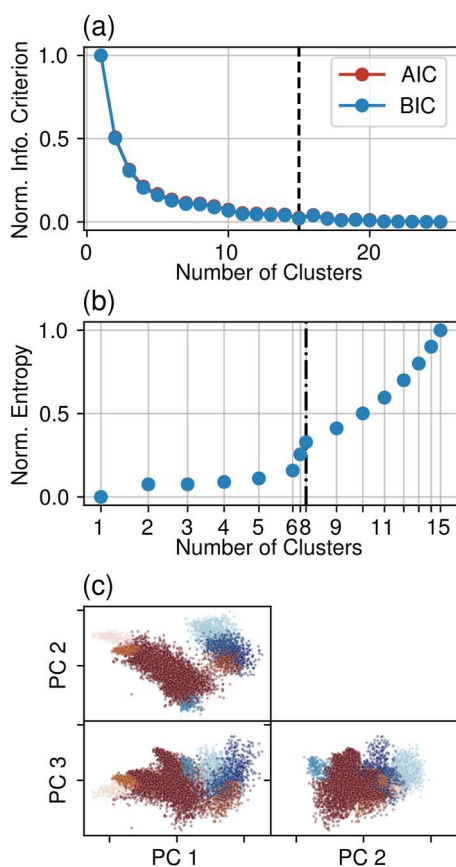 (a)
Norm. Info. Criterion
1.0
0.5
0.0
AIC
BIC
0 10 20
Number of Clusters
(b)
Norm. Entropy
1.0
0.5
0.0
1 2 3 4 5 6 8 9 11 15
Number of Clusters
(c)
PC 2
PC 3
PC 1 PC 2